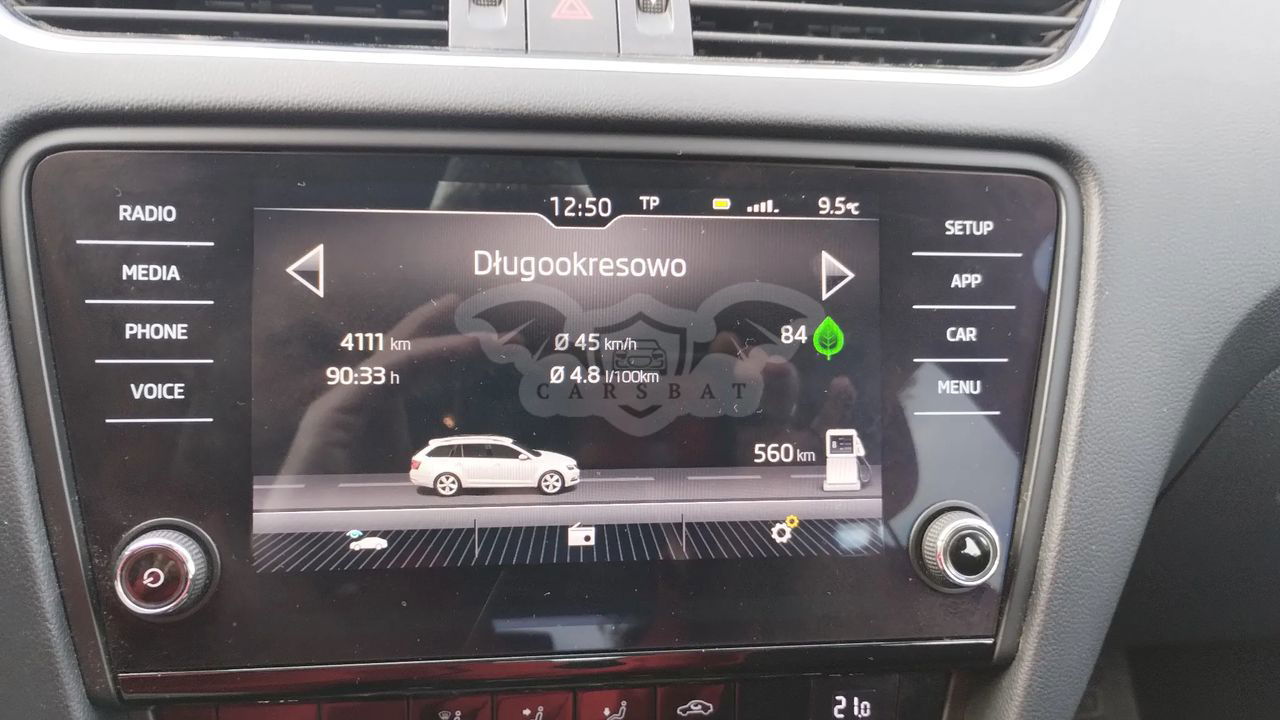 12:50 TP 9.5°C
RADIO
MEDIA
PHONE
VOICE
Długookresowo
4111 km Ø 45 km/h 84
90:33 h Ø 4.8 l/100km
CARSBAT
560 km
SETUP
APP
CAR
MENU
21.0